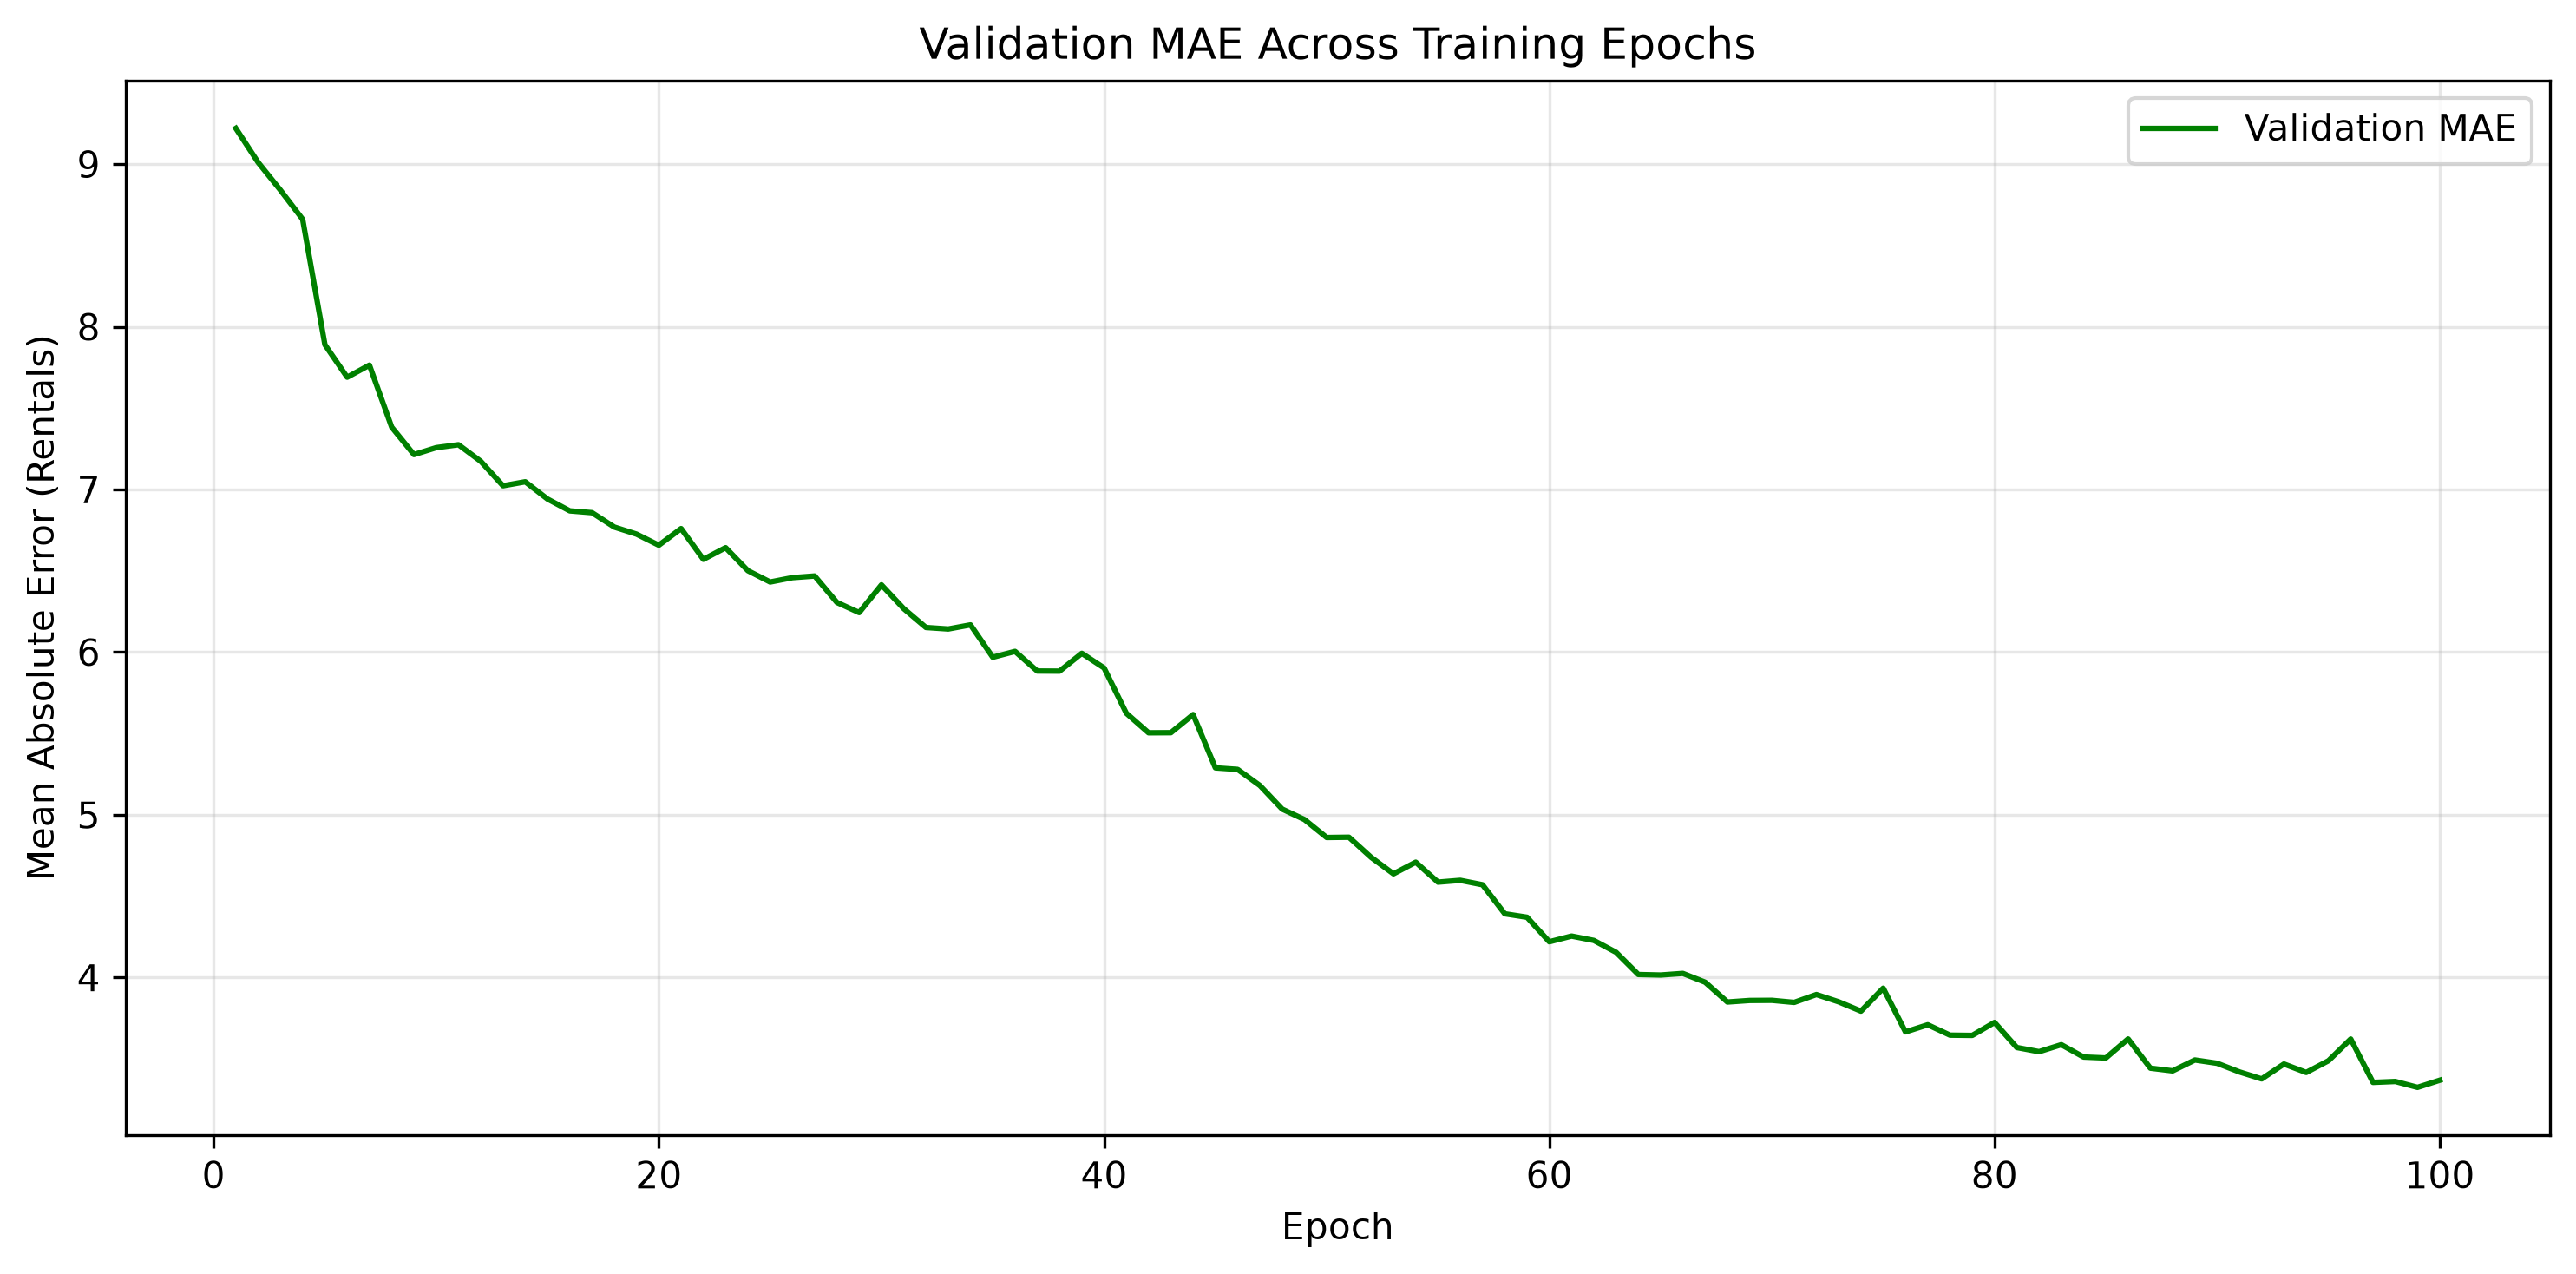 Validation MAE Across Training Epochs
Validation MAE
Mean Absolute Error (Rentals)
9
8
7
6
5
4
0 20 40 60 80 100
Epoch